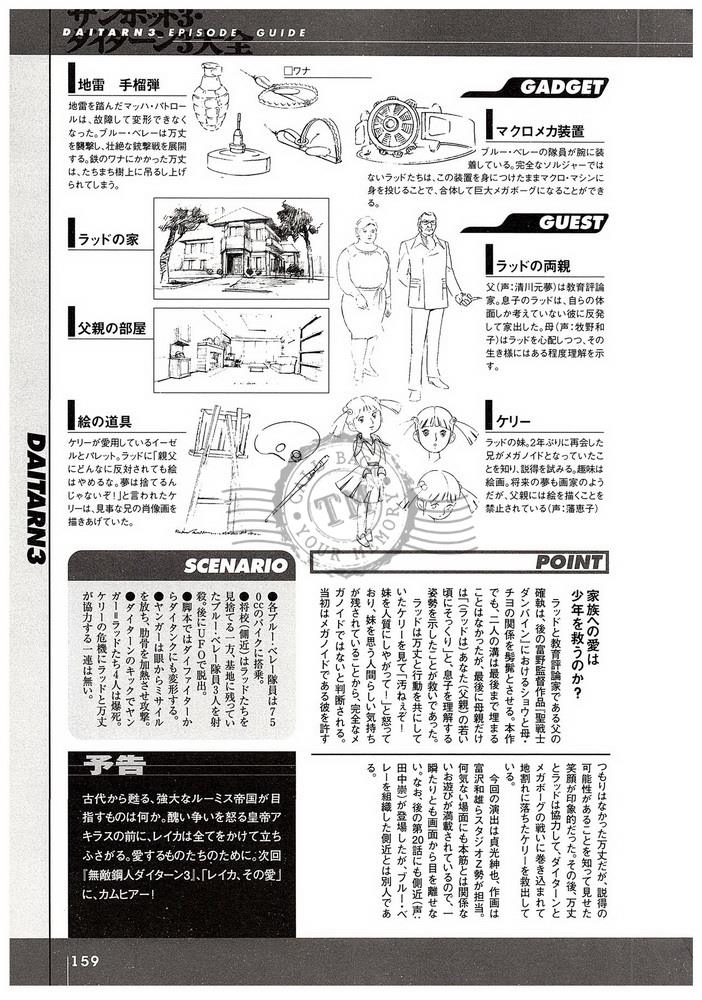 ザンボット3・
ダイターン3大全
DAITARN3_EPISODE GUIDE
地雷 手榴弾
地雷を踏んだマッハ・パトロー
ルは、故障して変形できなく
なった。ブルー・ベレーは万丈
を襲撃し、壮絶な銃撃戦を展開
する。鉄のワナにかかった万丈
は、たちまち樹上に吊るし上げ
られてしまう。
□ワナ
GADGET
マクロメカ装置
ブルー・ベレーの隊員が腕に装
着している。完全なソルジャーでは
ないラッドたちは、この装置を身につけたままマクロ・マシンに
身を投じることで、合体して巨大メガボーグになることができ
る。
ラッドの家
父親の部屋
GUEST
ラッドの両親
父(声:清川元夢)は教育評論
家。息子のラッドは、自らの体
面しか考えていない彼に反発
して家出した。母(声:牧野和
子)はラッドを心配しつつ、その
生き様にはある程度理解を示
す。
絵の道具
ケリーが愛用しているイーゼ
ルとパレット。ラッドに「親父
にどんなに反対されても絵
はやめるな。夢は捨てるん
じゃないぞ!」と言われたケ
リーは、見事な兄の肖像画を
描きあげていた。
ケリー
ラッドの妹。2年ぶりに再会した
兄がメガノイドとなっていたこ
とを知り、説得を試みる。趣味は
絵画。将来の夢も画家のよう
だが、父親には絵を描くことを
禁止されている(声:藩恵子)
CALL BACK
TM
YOUR MEMORY
DAITARN3
SCENARIO
●各ブルー・ベレー隊員は75
0ccのバイクに搭乗。
●将校(側近)はラッドたちを
見捨てる一方、基地に残ってい
たブルー・ベレー隊員3人を射
殺。後にUFOで脱出。
●脚本ではダイファイターか
らダイタンクにも変形する。
●ヤンガーは眼からミサイル
を放ち、肋骨を加熱させ攻撃。
●ダイターンのキックでヤン
ガー=ラッドたち4人は爆死。
ケリーの危機にラッドと万丈
が協力する一連は無い。
POINT
家族への愛は
少年を救うのか?
ラッドと教育評論家である父の
確執は、後の富野監督作品『聖戦士
ダンバイン』におけるショウと母・
チヨの関係を髣髴とさせる。本作
でも、二人の溝は最後まで埋まる
ことはなかったが、最後に母親だけ
は「(ラッドは)あなた(父親)の若い
頃にそっくり」と、息子を理解する
姿勢を示したことが救いであった。
ラッドは万丈と行動を共にして
いたケリーを見て「汚ねぇぞ!
妹を人質にしやがって!」と怒って
おり、妹を思う人間らしい気持ち
が残されていることから、完全なメ
ガノイドではないと判断される。
当初はメガノイドである彼を許す
つもりはなかった万丈だが、説得の
可能性があることを知って見せた
笑顔が印象的だった。その後、万丈
とラッドは協力して、ダイターンと
メガボーグの戦いに巻き込まれて
地割れに落ちたケリーを救出して
いる。
今回の演出は貞光紳也、作画は
富沢和雄らスタジオZ勢が担当。
何気ない場面にも本筋とは関係な
いお遊びが満載されているので、一
瞬たりとも画面から目を離せな
い。なお、後の第20話にも側近(声:
田中崇)が登場したが、ブルー・ベ
レーを組織した側近とは別人であ
る。
予告
古代から甦る、強大なルーミス帝国が目
指すものは何か。醜い争いを怒る皇帝ア
キラスの前に、レイカは全てをかけて立ち
ふさがる。愛するものたちのために。次回
『無敵鋼人ダイターン3』、「レイカ、その愛」
に、カムヒアー!
159